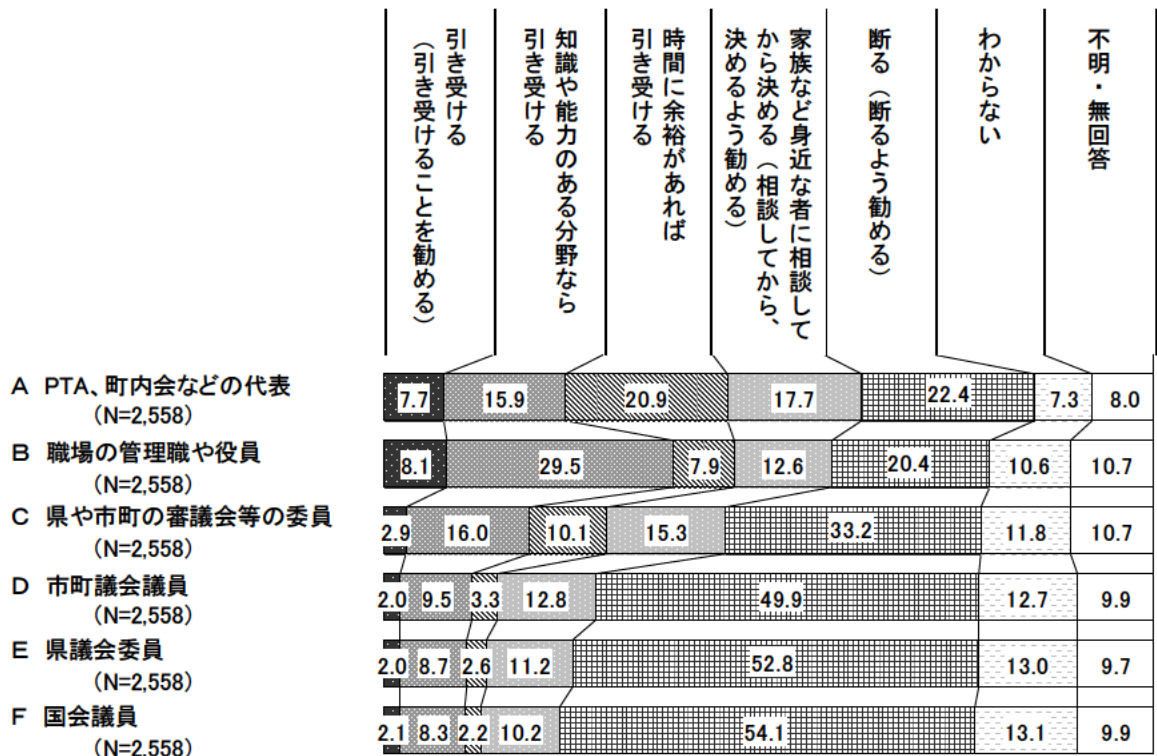 引き受ける
（引き受けることを勧める）
知識や能力のある分野なら
引き受ける
時間に余裕があれば
引き受ける
家族など身近な者に相談して
から決める（相談してから、
決めるよう勧める）
断る（断るよう勧める）
わからない
不明・無回答
A PTA、町内会などの代表
(N=2,558)
7.7 15.9 20.9 17.7 22.4 7.3 8.0
B 職場の管理職や役員
(N=2,558)
8.1 29.5 7.9 12.6 20.4 10.6 10.7
C 県や市町の審議会等の委員
(N=2,558)
2.9 16.0 10.1 15.3 33.2 11.8 10.7
D 市町議会議員
(N=2,558)
2.0 9.5 3.3 12.8 49.9 12.7 9.9
E 県議会委員
(N=2,558)
2.0 8.7 2.6 11.2 52.8 13.0 9.7
F 国会議員
(N=2,558)
2.1 8.3 2.2 10.2 54.1 13.1 9.9